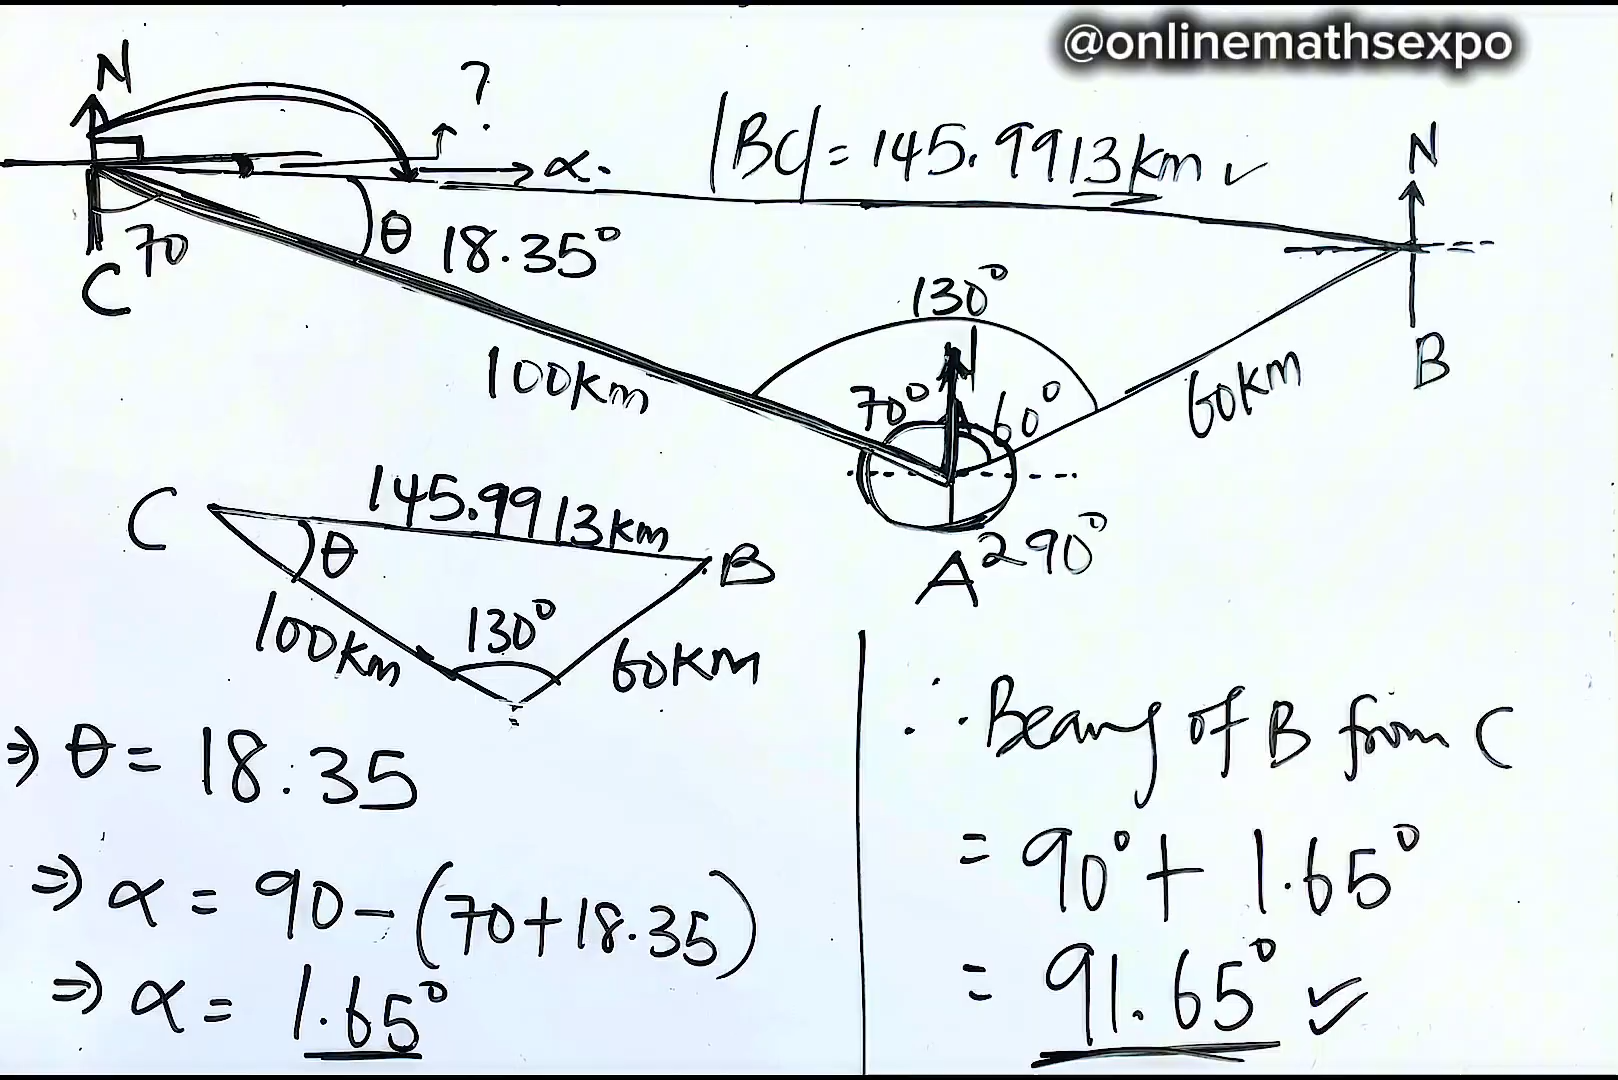 @onlinemathsexpo
N
?
α.
|BC| = 145.9913km ✓
N
C
70
θ 18.35°
130°
N
70°
60°
100km
60km
B
A
290°
C
145.9913km
B
θ
130°
100km
60km
⇒ θ = 18.35
⇒ α = 90 - (70+18.35)
⇒ α = 1.65°
∴ Bearing of B from C
= 90° + 1.65°
= 91.65° ✓